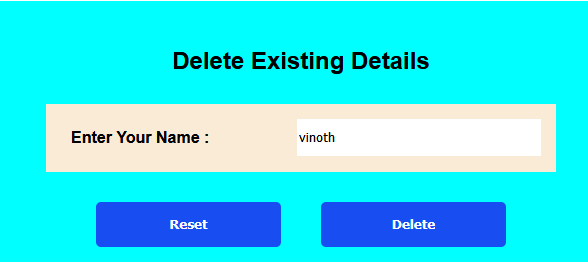 Delete Existing Details
Enter Your Name : vinoth
Reset Delete